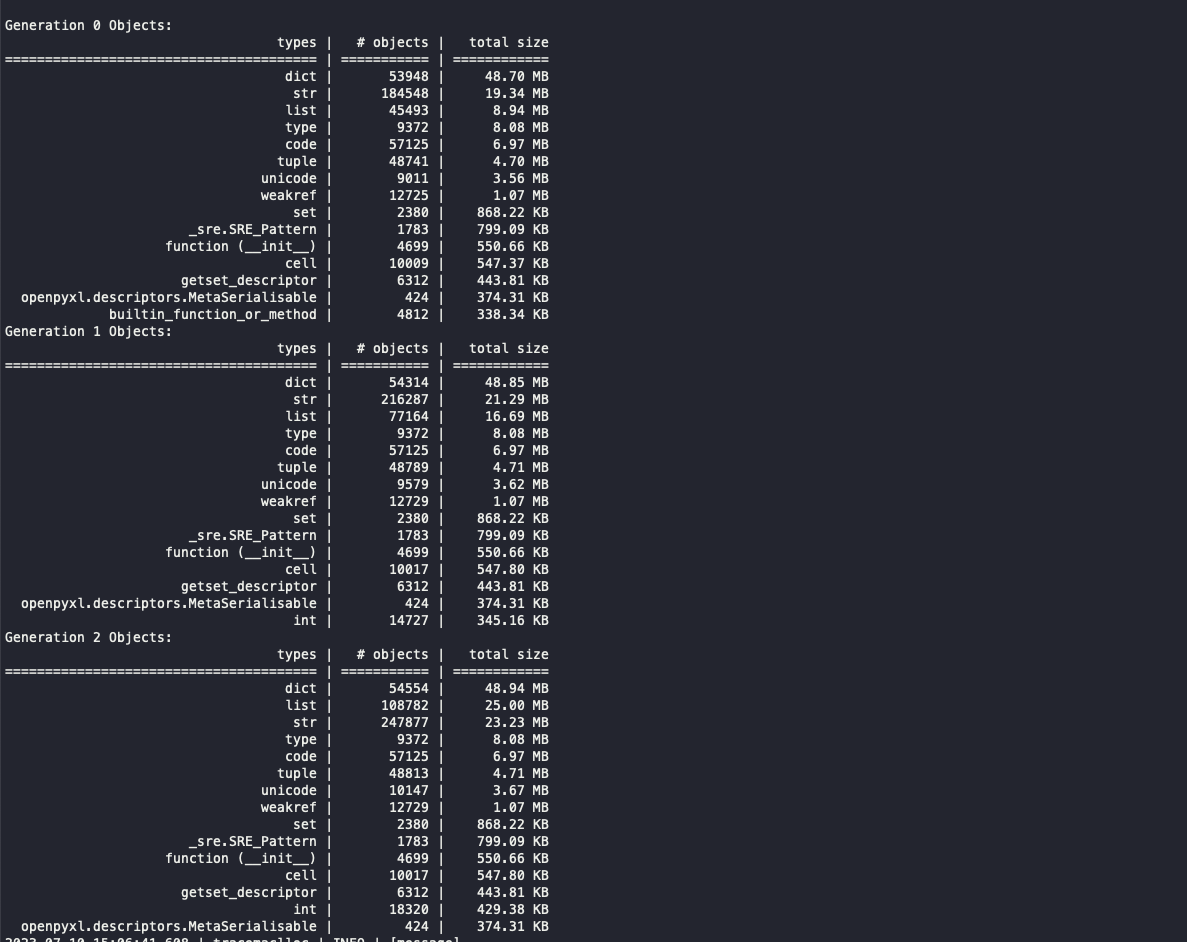 Generation 0 Objects:
types | # objects | total size
======================================= | =========== | ============
dict | 53948 | 48.70 MB
str | 184548 | 19.34 MB
list | 45493 | 8.94 MB
type | 9372 | 8.08 MB
code | 57125 | 6.97 MB
tuple | 48741 | 4.70 MB
unicode | 9011 | 3.56 MB
weakref | 12725 | 1.07 MB
set | 2380 | 868.22 KB
_sre.SRE_Pattern | 1783 | 799.09 KB
function (__init__) | 4699 | 550.66 KB
cell | 10009 | 547.37 KB
getset_descriptor | 6312 | 443.81 KB
openpyxl.descriptors.MetaSerialisable | 424 | 374.31 KB
builtin_function_or_method | 4812 | 338.34 KB
Generation 1 Objects:
types | # objects | total size
======================================= | =========== | ============
dict | 54314 | 48.85 MB
str | 216287 | 21.29 MB
list | 77164 | 16.69 MB
type | 9372 | 8.08 MB
code | 57125 | 6.97 MB
tuple | 48789 | 4.71 MB
unicode | 9579 | 3.62 MB
weakref | 12729 | 1.07 MB
set | 2380 | 868.22 KB
_sre.SRE_Pattern | 1783 | 799.09 KB
function (__init__) | 4699 | 550.66 KB
cell | 10017 | 547.80 KB
getset_descriptor | 6312 | 443.81 KB
openpyxl.descriptors.MetaSerialisable | 424 | 374.31 KB
int | 14727 | 345.16 KB
Generation 2 Objects:
types | # objects | total size
======================================= | =========== | ============
dict | 54554 | 48.94 MB
list | 108782 | 25.00 MB
str | 247877 | 23.23 MB
type | 9372 | 8.08 MB
code | 57125 | 6.97 MB
tuple | 48813 | 4.71 MB
unicode | 10147 | 3.67 MB
weakref | 12729 | 1.07 MB
set | 2380 | 868.22 KB
_sre.SRE_Pattern | 1783 | 799.09 KB
function (__init__) | 4699 | 550.66 KB
cell | 10017 | 547.80 KB
getset_descriptor | 6312 | 443.81 KB
int | 18320 | 429.38 KB
openpyxl.descriptors.MetaSerialisable | 424 | 374.31 KB